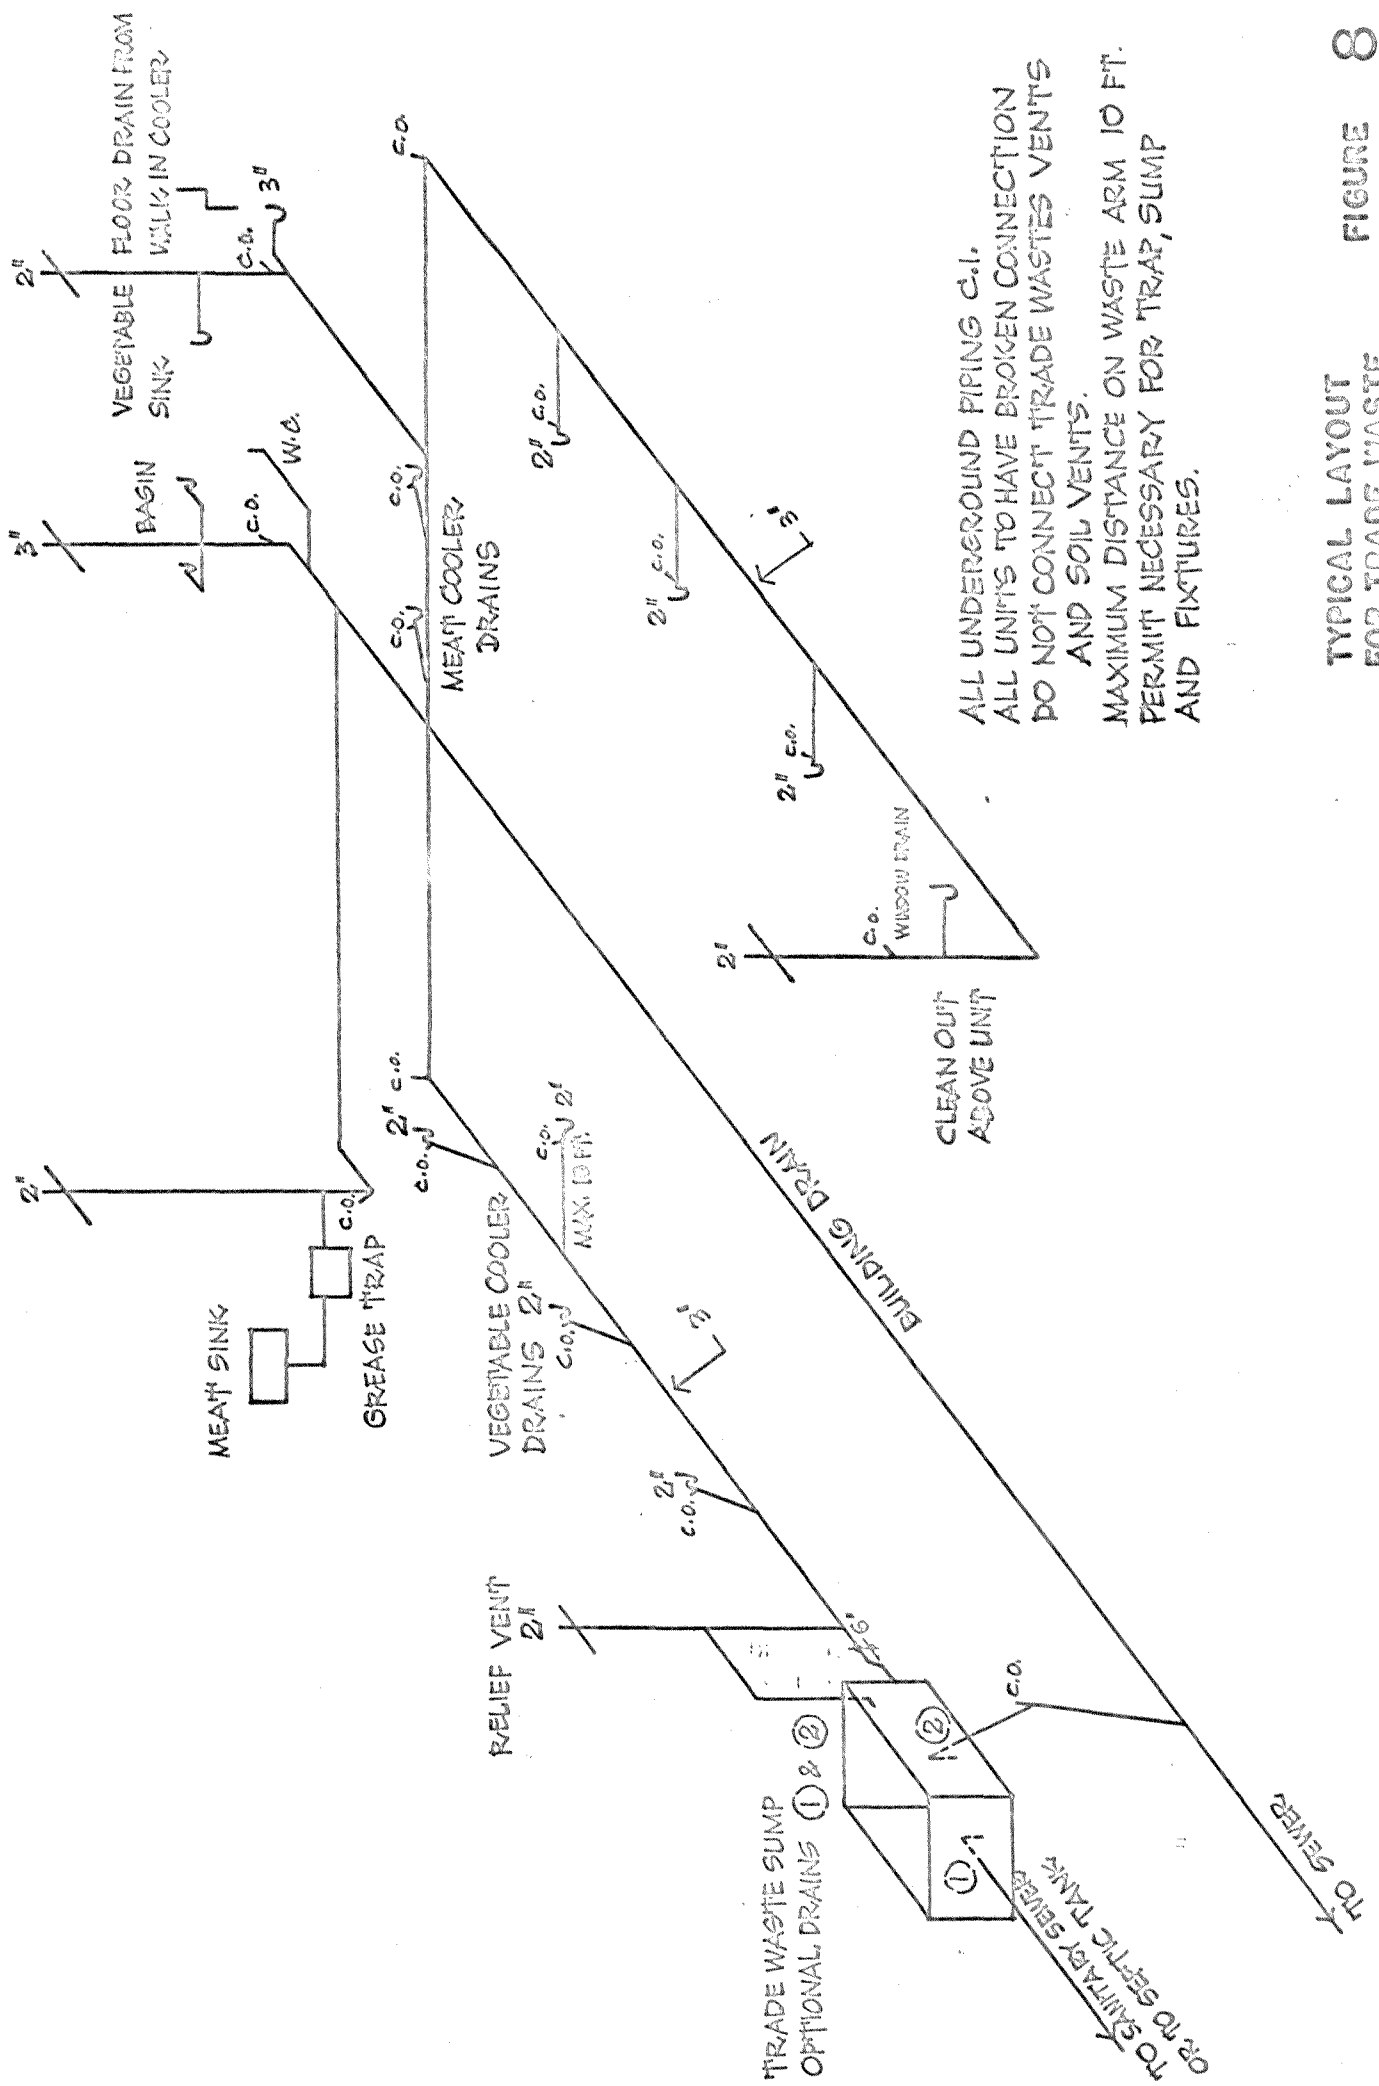 2"
3"
2"
VEGETABLE
SINK
FLOOR DRAIN FROM
WALK IN COOLER
BASIN
C.O.
C.O.
3"
W.C.
MEAT SINK
GREASE TRAP
C.O.
C.O.
C.O.
C.O.
MEAT COOLER
DRAINS
2"
C.O.
C.O.
VEGETABLE COOLER
DRAINS 2"
C.O.
C.O.
2"
MAX. 10 FT.
3"
2"
C.O.
2"
C.O.
2"
C.O.
2"
C.O.
3"
RELIEF VENT
2"
6"
2"
C.O.
WINDOW DRAIN
CLEAN OUT
ABOVE UNIT
BUILDING DRAIN
TRADE WASTE SUMP
OPTIONAL DRAINS ① & ②
①
②
C.O.
TO SANITARY SEWER
OR TO SEPTIC TANK
TO SEWER
ALL UNDERGROUND PIPING C.I.
ALL UNITS TO HAVE BROKEN CONNECTION
DO NOT CONNECT TRADE WASTES VENTS
AND SOIL VENTS.
MAXIMUM DISTANCE ON WASTE ARM 10 FT.
PERMIT NECESSARY FOR TRAP, SUMP
AND FIXTURES.
TYPICAL LAYOUT
FOR TRADE WASTE
FIGURE 8